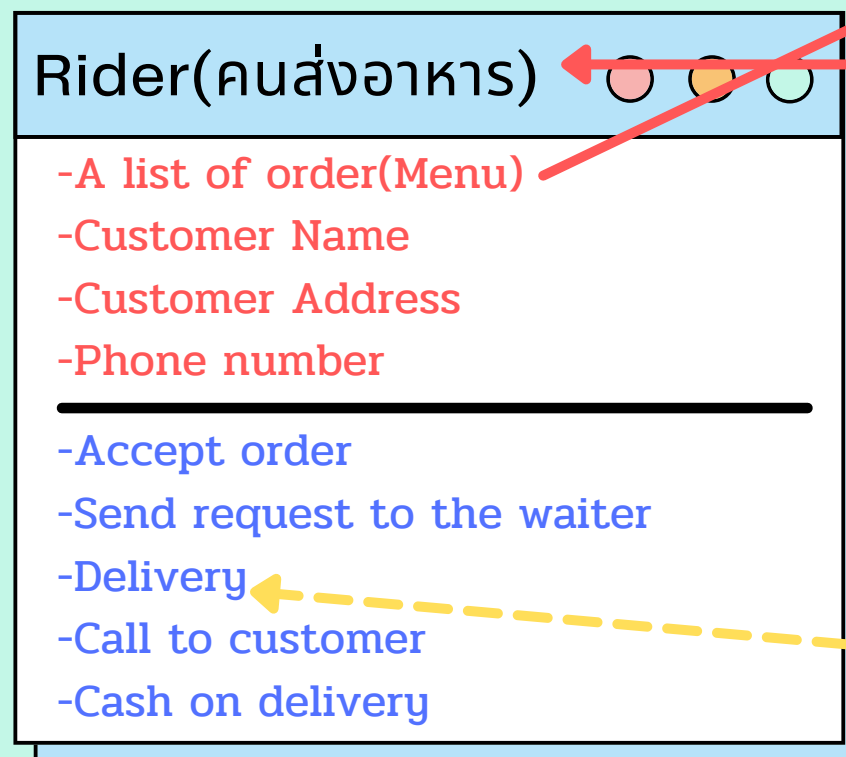 Rider(คนส่งอาหาร)
-A list of order(Menu)
-Customer Name
-Customer Address
-Phone number
-Accept order
-Send request to the waiter
-Delivery
-Call to customer
-Cash on delivery